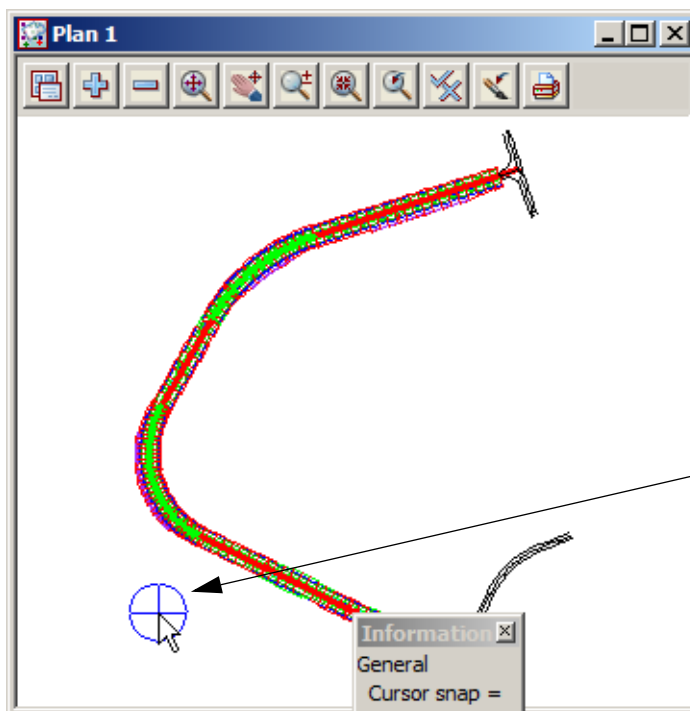 Plan 1
Information
General
Cursor snap =